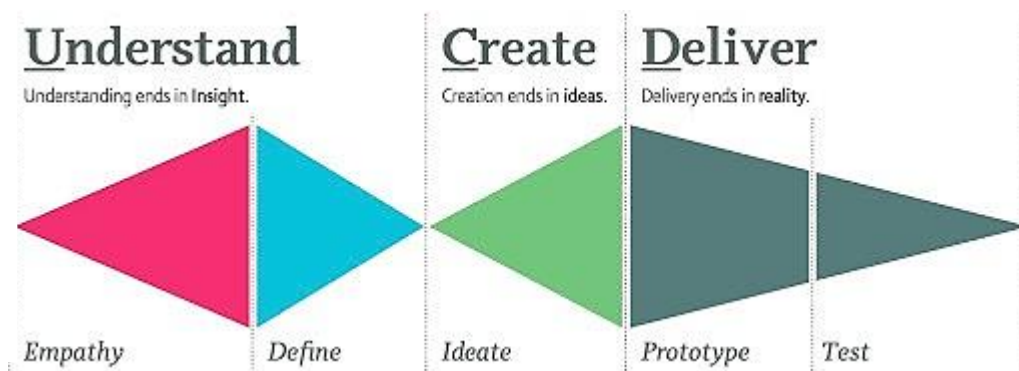 Understand
Understanding ends in Insight.
Create
Creation ends in ideas.
Deliver
Delivery ends in reality.
Empathy
Define
Ideate
Prototype
Test